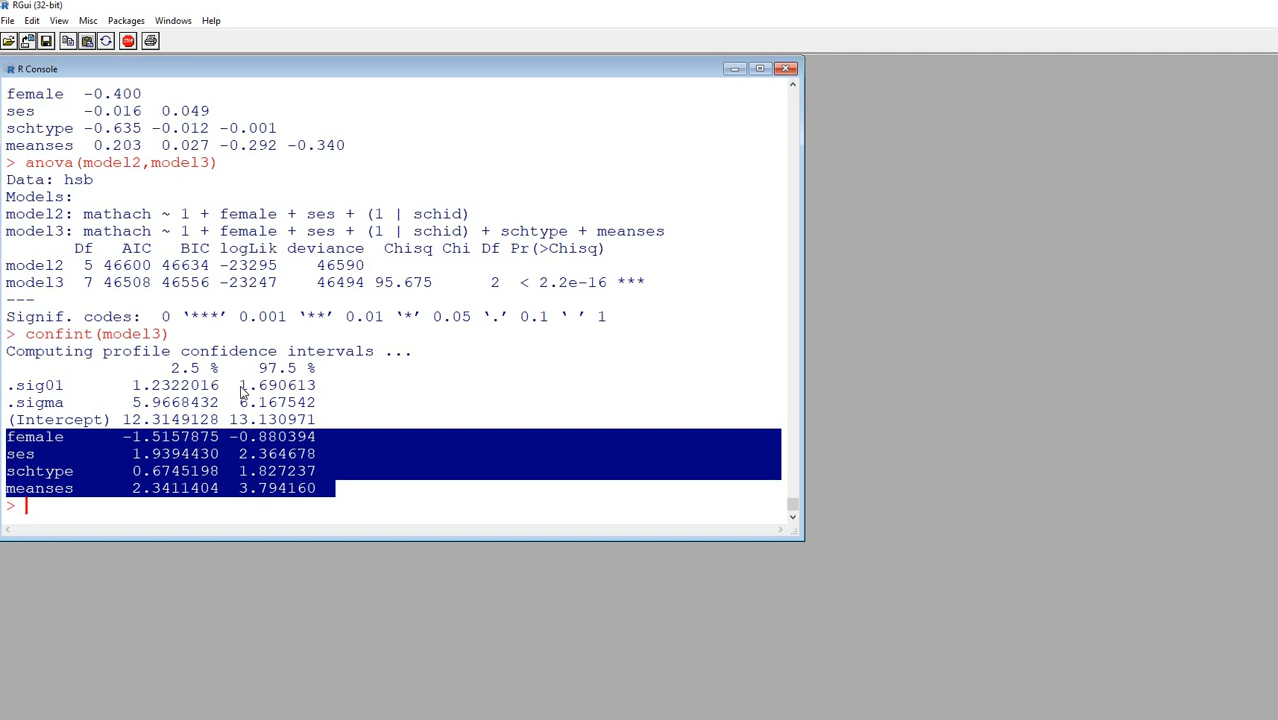 RGui (32-bit)
File Edit View Misc Packages Windows Help
R Console
female  -0.400
ses     -0.016  0.049
schtype -0.635 -0.012 -0.001
meanses  0.203  0.027 -0.292 -0.340
> anova(model2,model3)
Data: hsb
Models:
model2: mathach ~ 1 + female + ses + (1 | schid)
model3: mathach ~ 1 + female + ses + (1 | schid) + schtype + meanses
       Df   AIC   BIC logLik deviance  Chisq Chi Df Pr(>Chisq)
model2  5 46600 46634 -23295    46590
model3  7 46508 46556 -23247    46494 95.675      2  < 2.2e-16 ***
---
Signif. codes:  0 ‘***’ 0.001 ‘**’ 0.01 ‘*’ 0.05 ‘.’ 0.1 ‘ ’ 1
> confint(model3)
Computing profile confidence intervals ...
                 2.5 %    97.5 %
.sig01       1.2322016  1.690613
.sigma       5.9668432  6.167542
(Intercept) 12.3149128 13.130971
female      -1.5157875 -0.880394
ses          1.9394430  2.364678
schtype      0.6745198  1.827237
meanses      2.3411404  3.794160
>